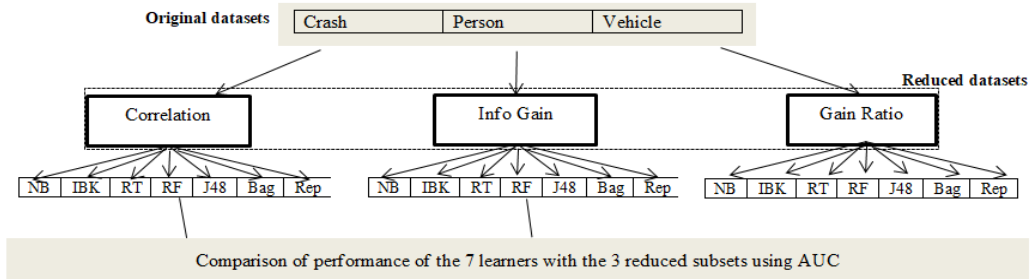 Original datasets
Crash Person Vehicle
Reduced datasets
Correlation Info Gain Gain Ratio
NB IBK RT RF J48 Bag Rep NB IBK RT RF J48 Bag Rep NB IBK RT RF J48 Bag Rep
Comparison of performance of the 7 learners with the 3 reduced subsets using AUC